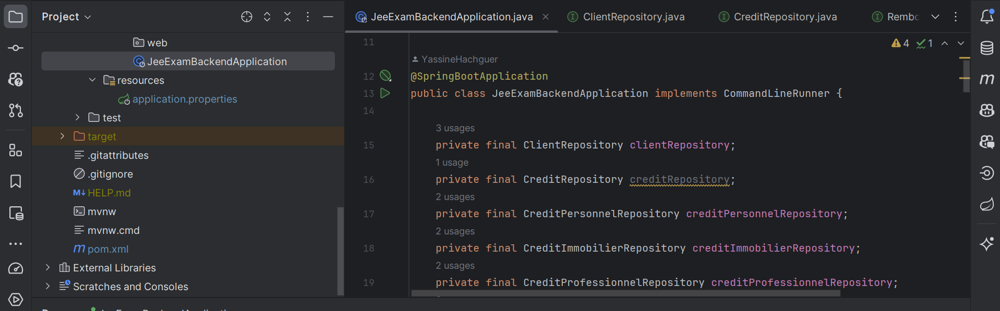 Project
JeeExamBackendApplication.java
ClientRepository.java
CreditRepository.java
web
JeeExamBackendApplication
resources
application.properties
test
target
.gitattributes
.gitignore
M↓ HELP.md
mvnw
mvnw.cmd
m pom.xml
External Libraries
Scratches and Consoles
4 1
11
YassineHachguer
12 @SpringBootApplication
13 public class JeeExamBackendApplication implements CommandLineRunner {
14
3 usages
15 private final ClientRepository clientRepository;
1 usage
16 private final CreditRepository creditRepository;
2 usages
17 private final CreditPersonnelRepository creditPersonnelRepository;
2 usages
18 private final CreditImmobilierRepository creditImmobilierRepository;
2 usages
19 private final CreditProfessionnelRepository creditProfessionnelRepository;